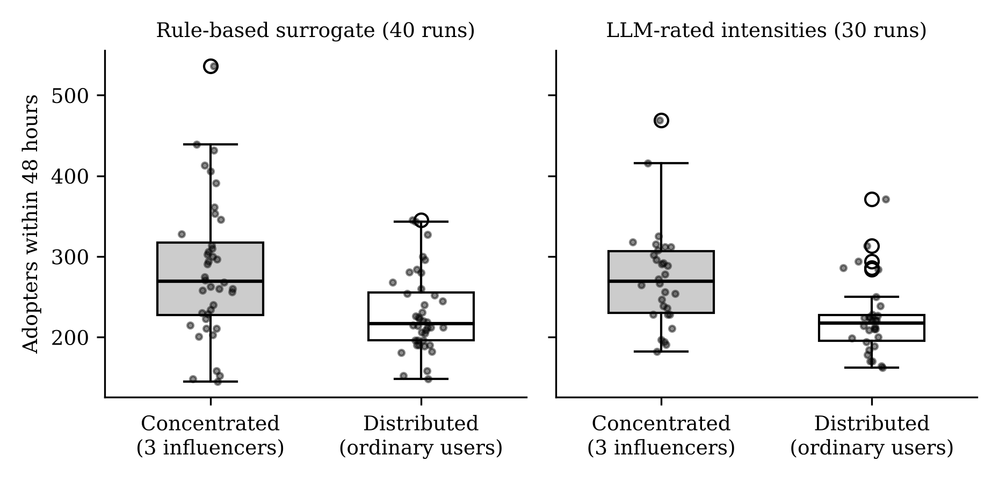 Rule-based surrogate (40 runs)
LLM-rated intensities (30 runs)
Adopters within 48 hours
500
400
300
200
Concentrated
(3 influencers)
Distributed
(ordinary users)
Concentrated
(3 influencers)
Distributed
(ordinary users)